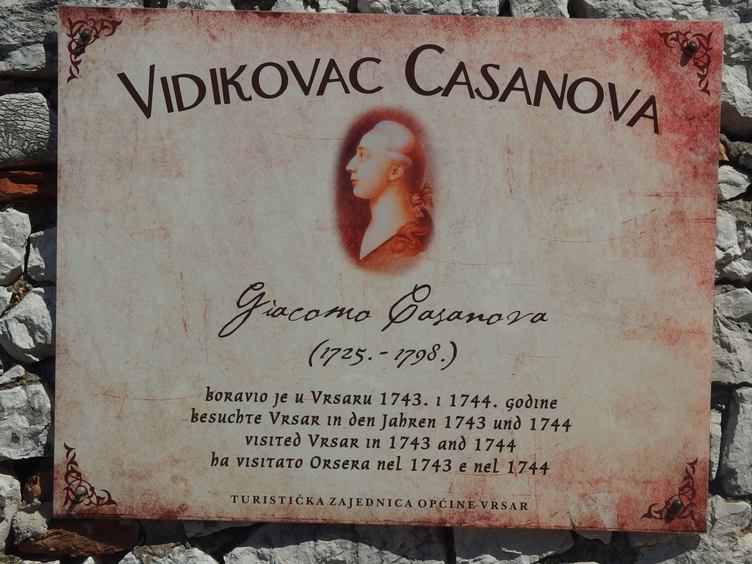 VIDIKOVAC CASANOVA
Giacomo Casanova
(1725.-1798.)
boravio je u Vrsaru 1743. i 1744. godine
besuchte Vrsar in den Jahren 1743 und 1744
visited Vrsar in 1743 and 1744
ha visitato Orsera nel 1743 e nel 1744
TURISTIČKA ZAJEDNICA OPĆINE VRSAR